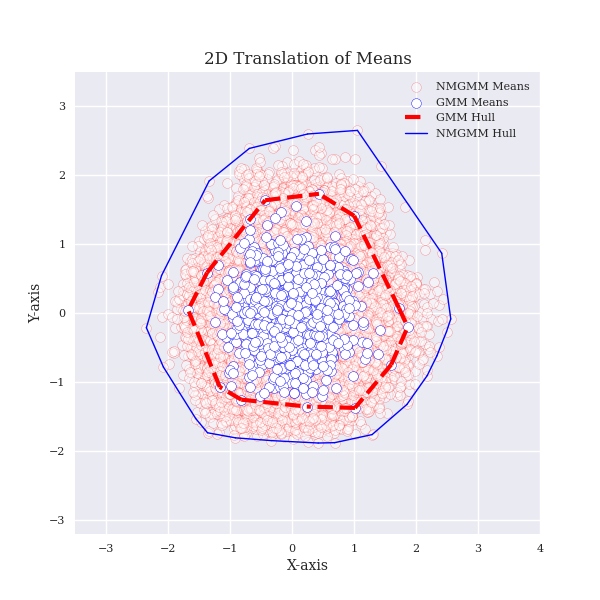 2D Translation of Means
NMGMM Means
GMM Means
GMM Hull
NMGMM Hull
Y-axis
3
2
1
0
−1
−2
−3
−3 −2 −1 0 1 2 3 4
X-axis